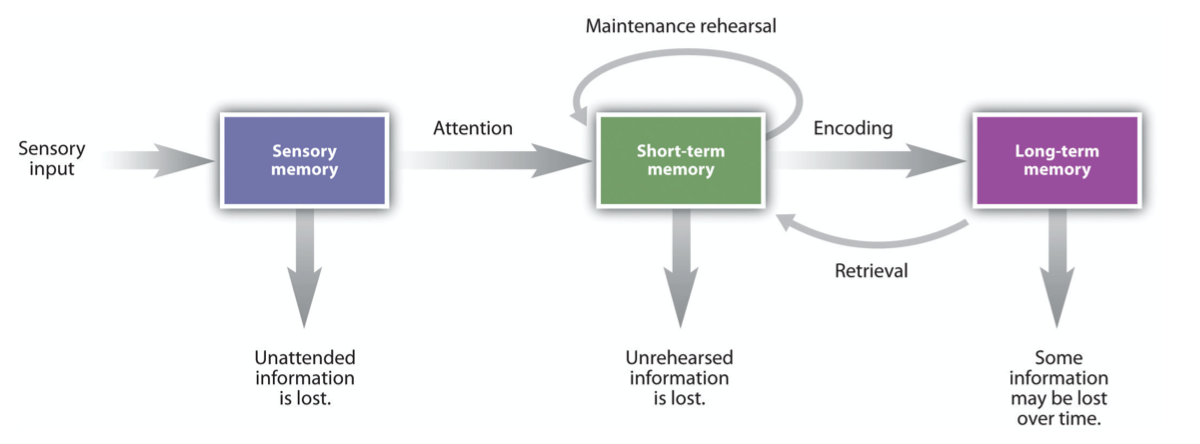 Maintenance rehearsal
Sensory
input
Sensory
memory
Attention
Short-term
memory
Encoding
Long-term
memory
Retrieval
Unattended
information
is lost.
Unrehearsed
information
is lost.
Some
information
may be lost
over time.